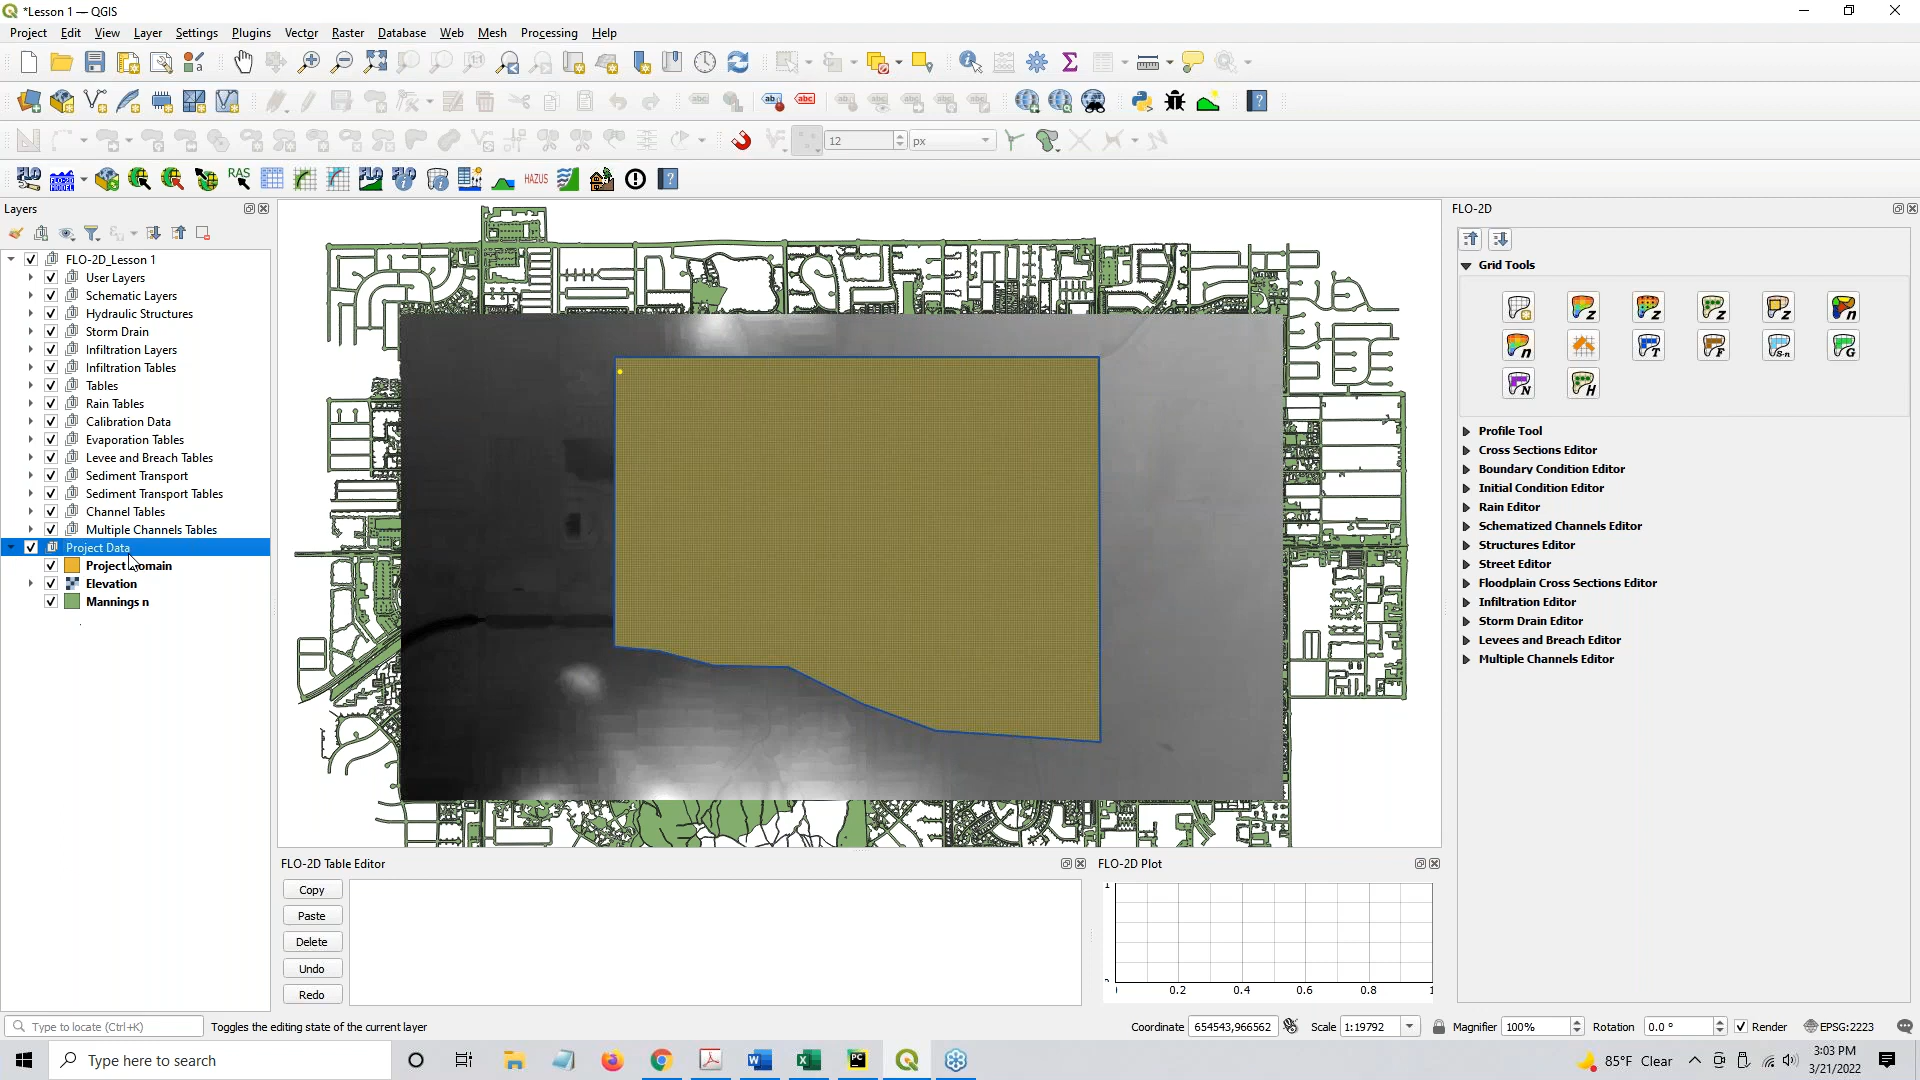 *Lesson 1 — QGIS
Project Edit View Layer Settings Plugins Vector Raster Database Web Mesh Processing Help
abc abc abc
12 px
FLO-2D RAS HAZUS
Layers
FLO-2D_Lesson 1
User Layers
Schematic Layers
Hydraulic Structures
Storm Drain
Infiltration Layers
Infiltration Tables
Tables
Rain Tables
Calibration Data
Evaporation Tables
Levee and Breach Tables
Sediment Transport
Sediment Transport Tables
Channel Tables
Multiple Channels Tables
Project Data
Project Domain
Elevation
Mannings n
FLO-2D
Grid Tools
Profile Tool
Cross Sections Editor
Boundary Condition Editor
Initial Condition Editor
Rain Editor
Schematized Channels Editor
Structures Editor
Street Editor
Floodplain Cross Sections Editor
Infiltration Editor
Storm Drain Editor
Levees and Breach Editor
Multiple Channels Editor
FLO-2D Table Editor
Copy
Paste
Delete
Undo
Redo
FLO-2D Plot
1
0.2 0.4 0.6 0.8 1
Type to locate (Ctrl+K) Toggles the editing state of the current layer Coordinate 654543,966562 Scale 1:19792 Magnifier 100% Rotation 0.0 ° Render EPSG:2223
Type here to search
85°F Clear
3:03 PM
3/21/2022